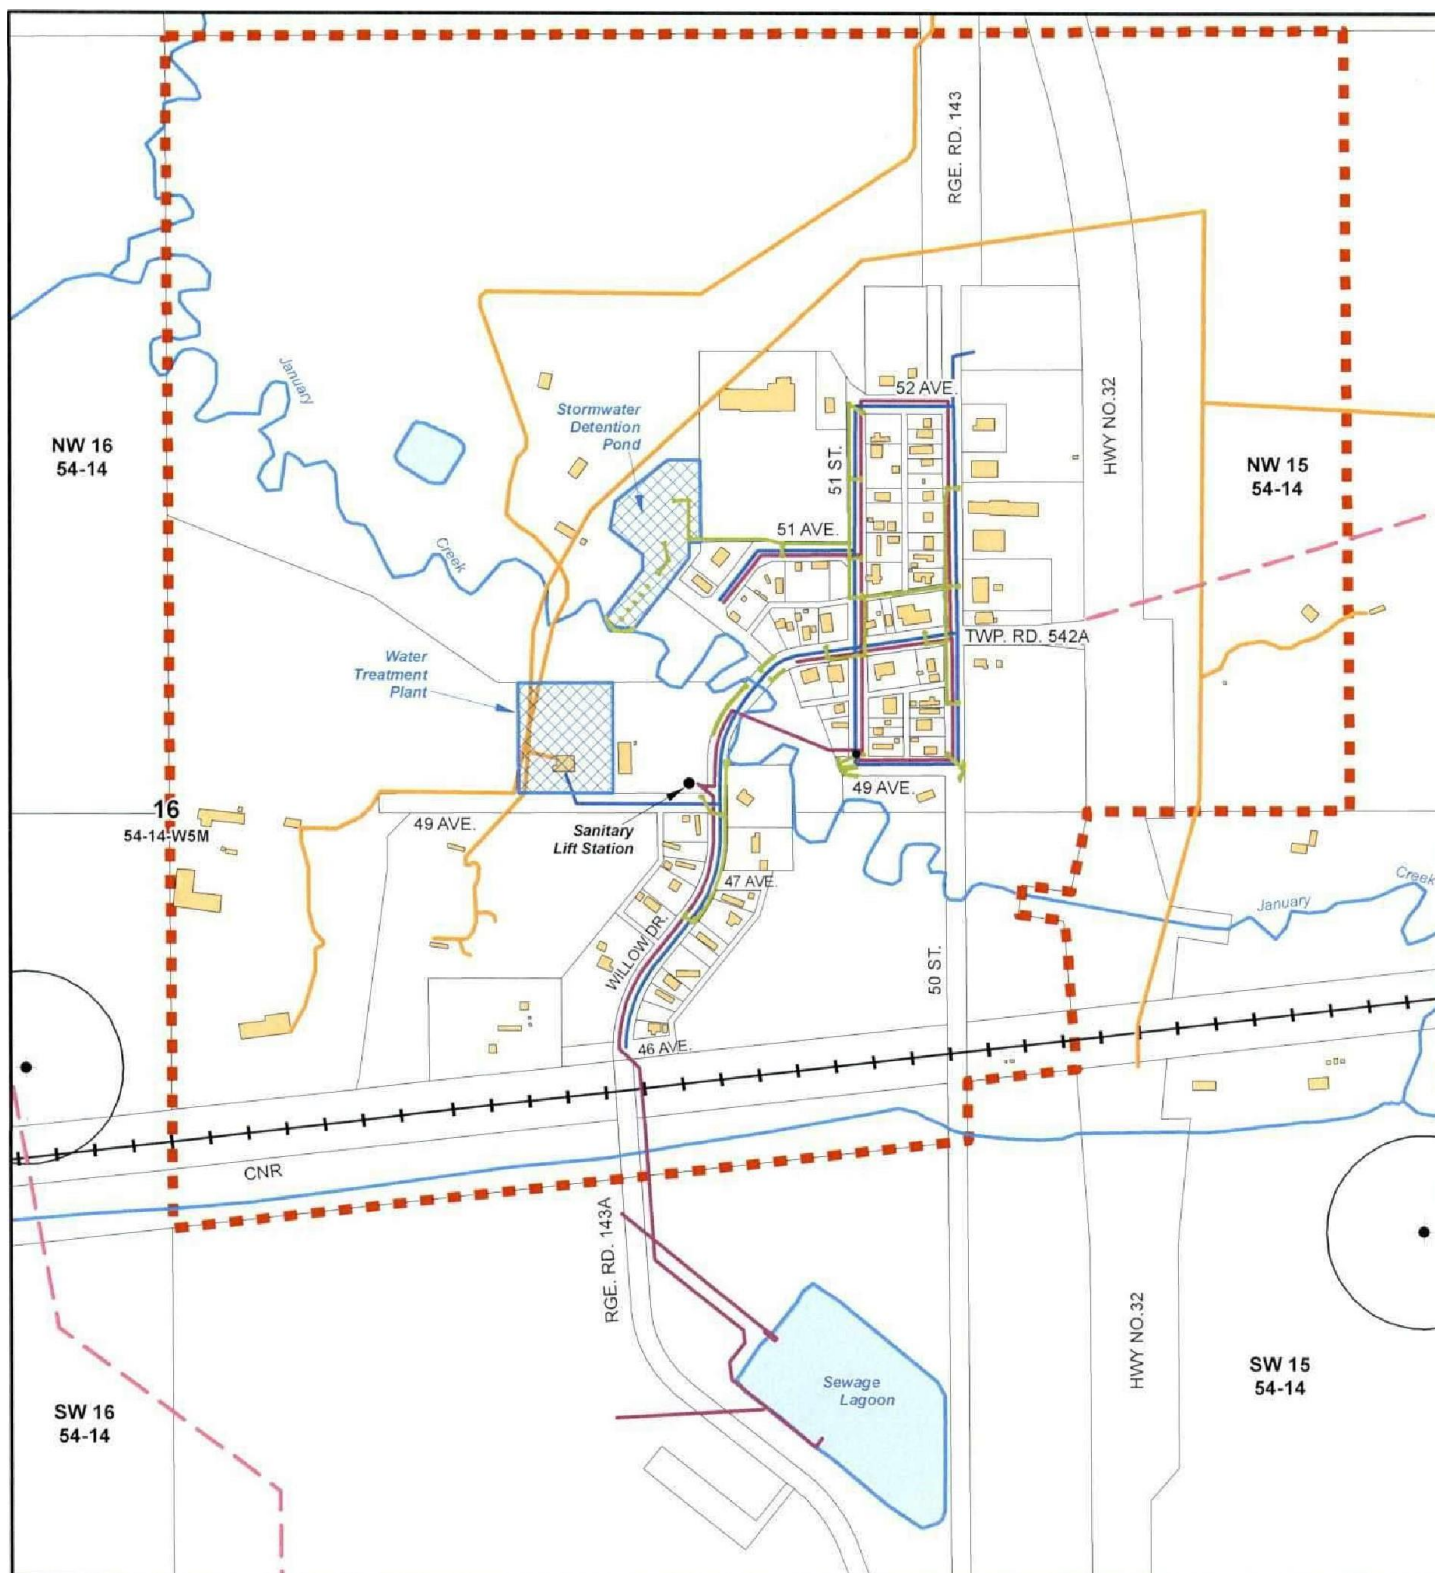 RGE. RD. 143
January
HWY NO.32
52 AVE.
Stormwater
Detention
Pond
NW 16
54-14
51 ST.
NW 15
54-14
51 AVE.
Creek
TWP. RD. 542A
Water
Treatment
Plant
49 AVE.
16
54-14-W5M
49 AVE.
Sanitary
Lift Station
47 AVE.
Creek
January
WILLOW DR.
50 ST.
46 AVE.
CNR
RGE. RD. 143A
HWY NO.32
Sewage
Lagoon
SW 15
54-14
SW 16
54-14